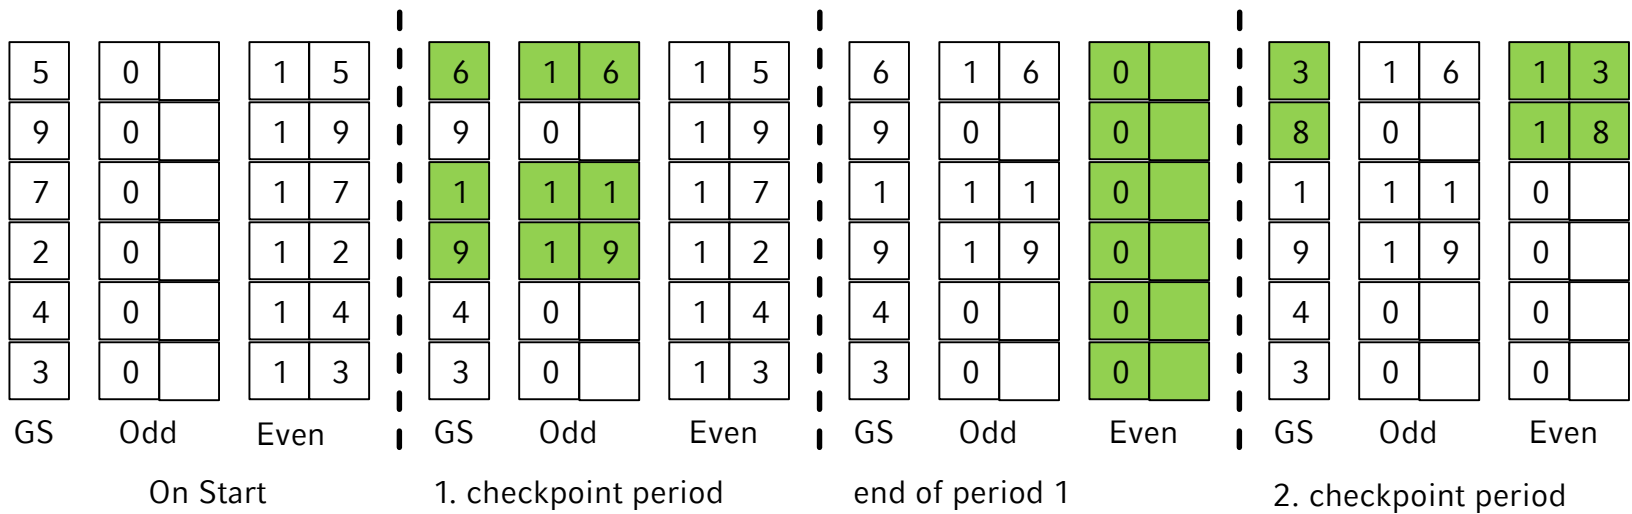 5 0 1 5 6 1 6 1 5 6 1 6 0 3 1 6 1 3
9 0 1 9 9 0 1 9 9 0 0 8 0 1 8
7 0 1 7 1 1 1 1 7 1 1 1 0 1 1 1 0
2 0 1 2 9 1 9 1 2 9 1 9 0 9 1 9 0
4 0 1 4 4 0 1 4 4 0 0 4 0 0
3 0 1 3 3 0 1 3 3 0 0 3 0 0
GS Odd Even GS Odd Even GS Odd Even GS Odd Even
On Start 1. checkpoint period end of period 1 2. checkpoint period